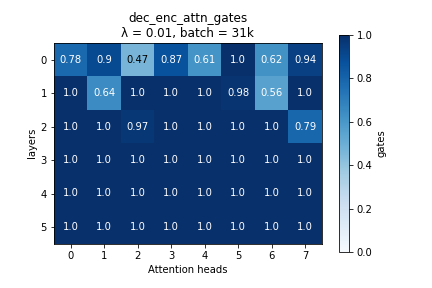 dec_enc_attn_gates
λ = 0.01, batch = 31k
0 0.78 0.9 0.47 0.87 0.61 1.0 0.62 0.94
1 1.0 0.64 1.0 1.0 1.0 0.98 0.56 1.0
2 1.0 1.0 0.97 1.0 1.0 1.0 1.0 0.79
3 1.0 1.0 1.0 1.0 1.0 1.0 1.0 1.0
4 1.0 1.0 1.0 1.0 1.0 1.0 1.0 1.0
5 1.0 1.0 1.0 1.0 1.0 1.0 1.0 1.0
0 1 2 3 4 5 6 7
Attention heads
layers
1.0
0.8
0.6
0.4
0.2
0.0
gates